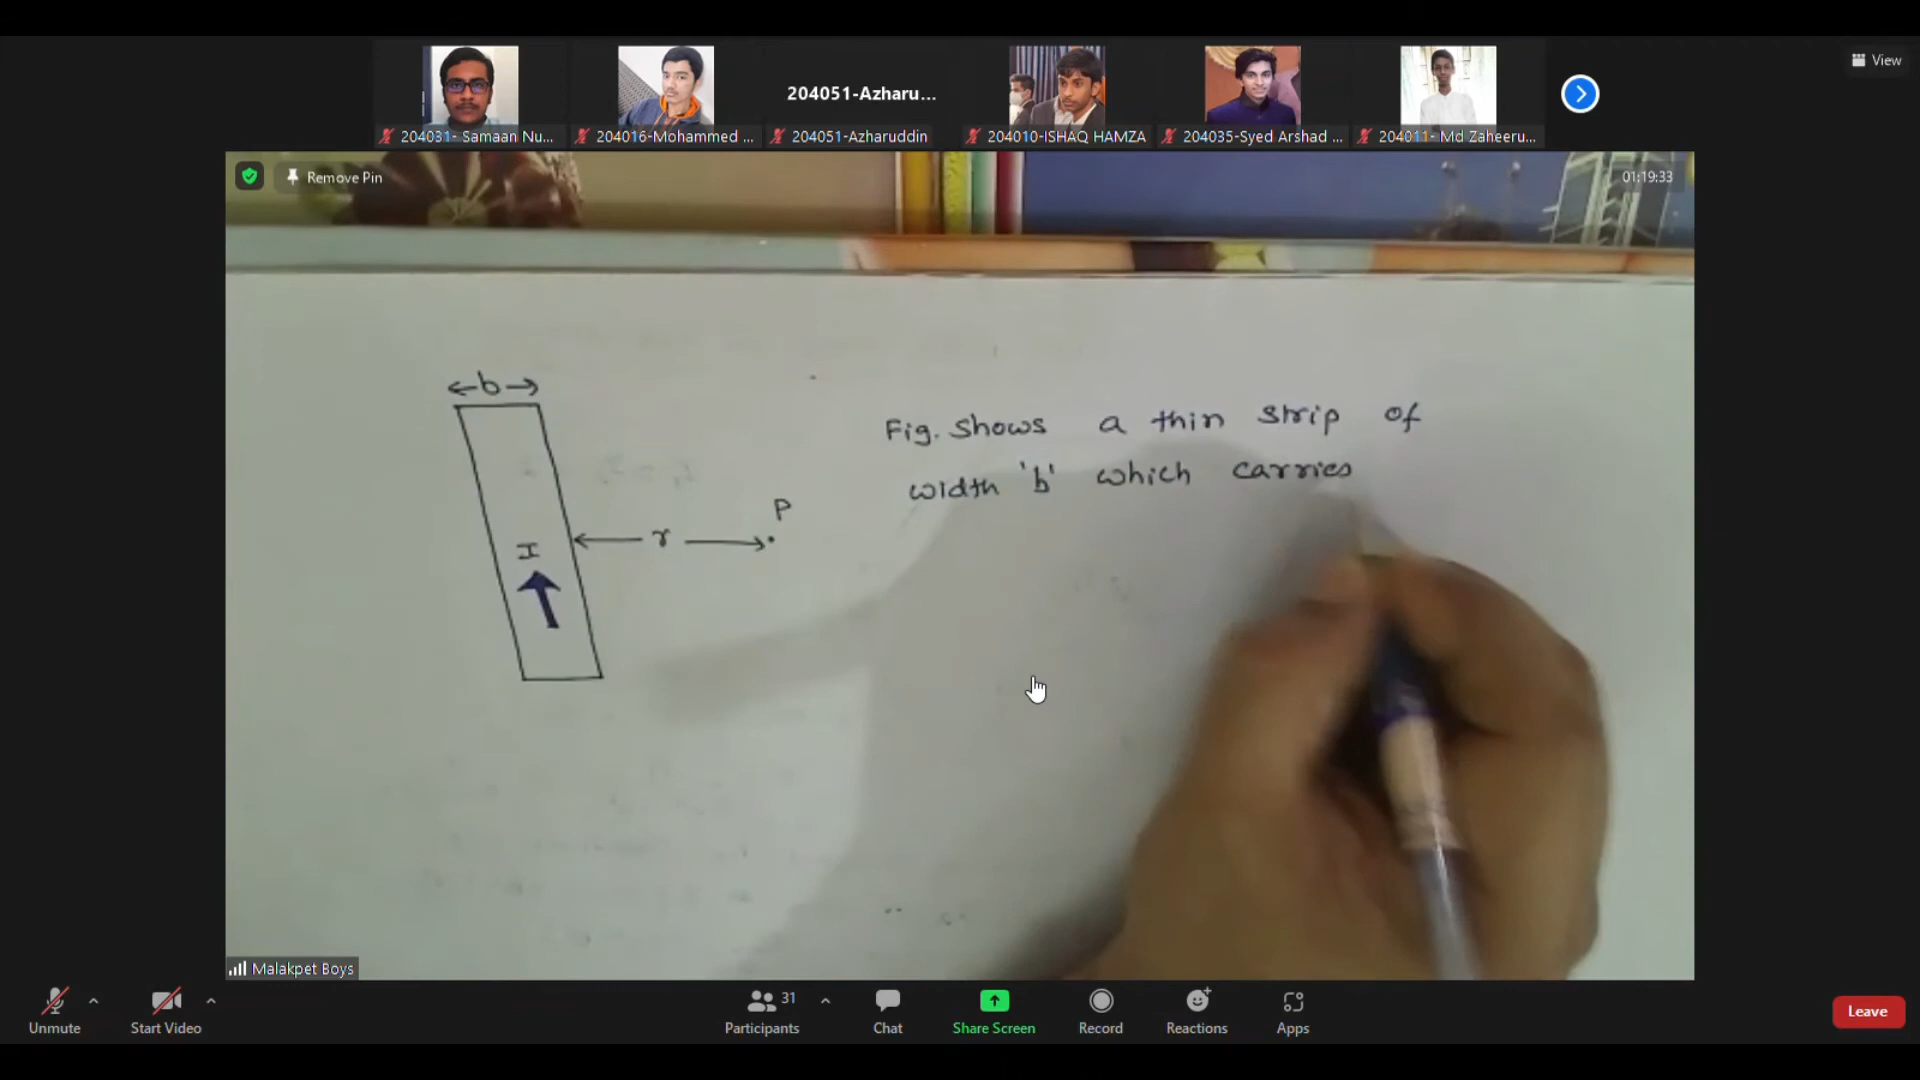 204051-Azharu...
View
204031- Samaan Nu...
204016-Mohammed ...
204051-Azharuddin
204010-ISHAQ HAMZA
204035-Syed Arshad ...
204011- Md Zaheeru...
Remove Pin
01:19:33
b
Fig. Shows a thin strip of
width 'b' which carries
P
I
r
Malakpet Boys
Unmute
Start Video
31
Participants
Chat
Share Screen
Record
Reactions
Apps
Leave